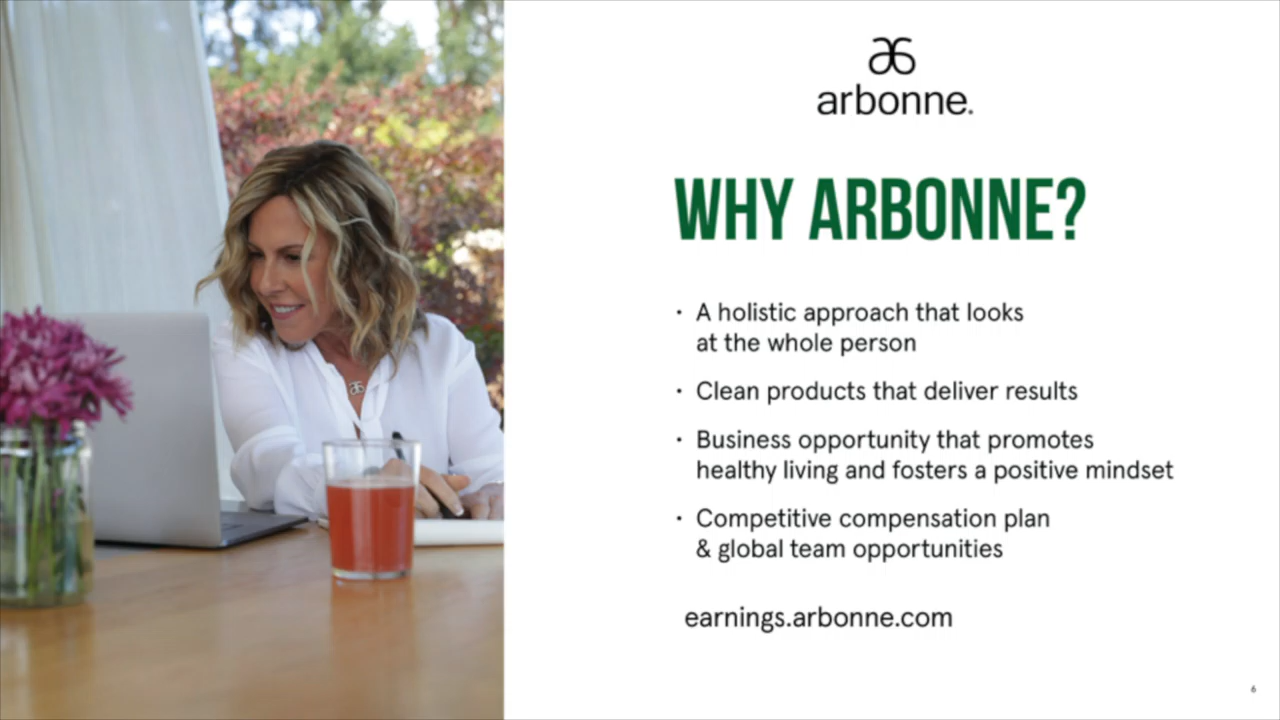 arbonne.
WHY ARBONNE?
· A holistic approach that looks
at the whole person
· Clean products that deliver results
· Business opportunity that promotes
healthy living and fosters a positive mindset
· Competitive compensation plan
& global team opportunities
earnings.arbonne.com
6